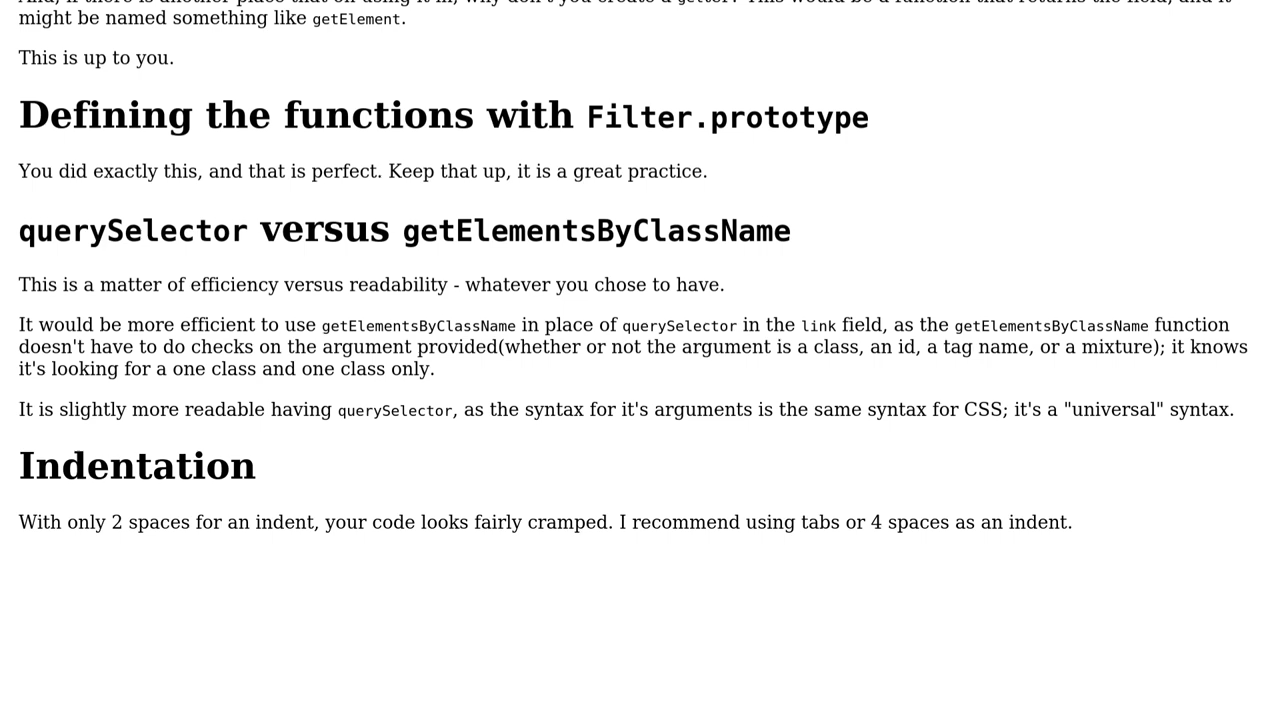 might be named something like getElement.
This is up to you.
Defining the functions with Filter.prototype
You did exactly this, and that is perfect. Keep that up, it is a great practice.
querySelector versus getElementsByClassName
This is a matter of efficiency versus readability - whatever you chose to have.
It would be more efficient to use getElementsByClassName in place of querySelector in the link field, as the getElementsByClassName function
doesn't have to do checks on the argument provided(whether or not the argument is a class, an id, a tag name, or a mixture); it knows
it's looking for a one class and one class only.
It is slightly more readable having querySelector, as the syntax for it's arguments is the same syntax for CSS; it's a "universal" syntax.
Indentation
With only 2 spaces for an indent, your code looks fairly cramped. I recommend using tabs or 4 spaces as an indent.